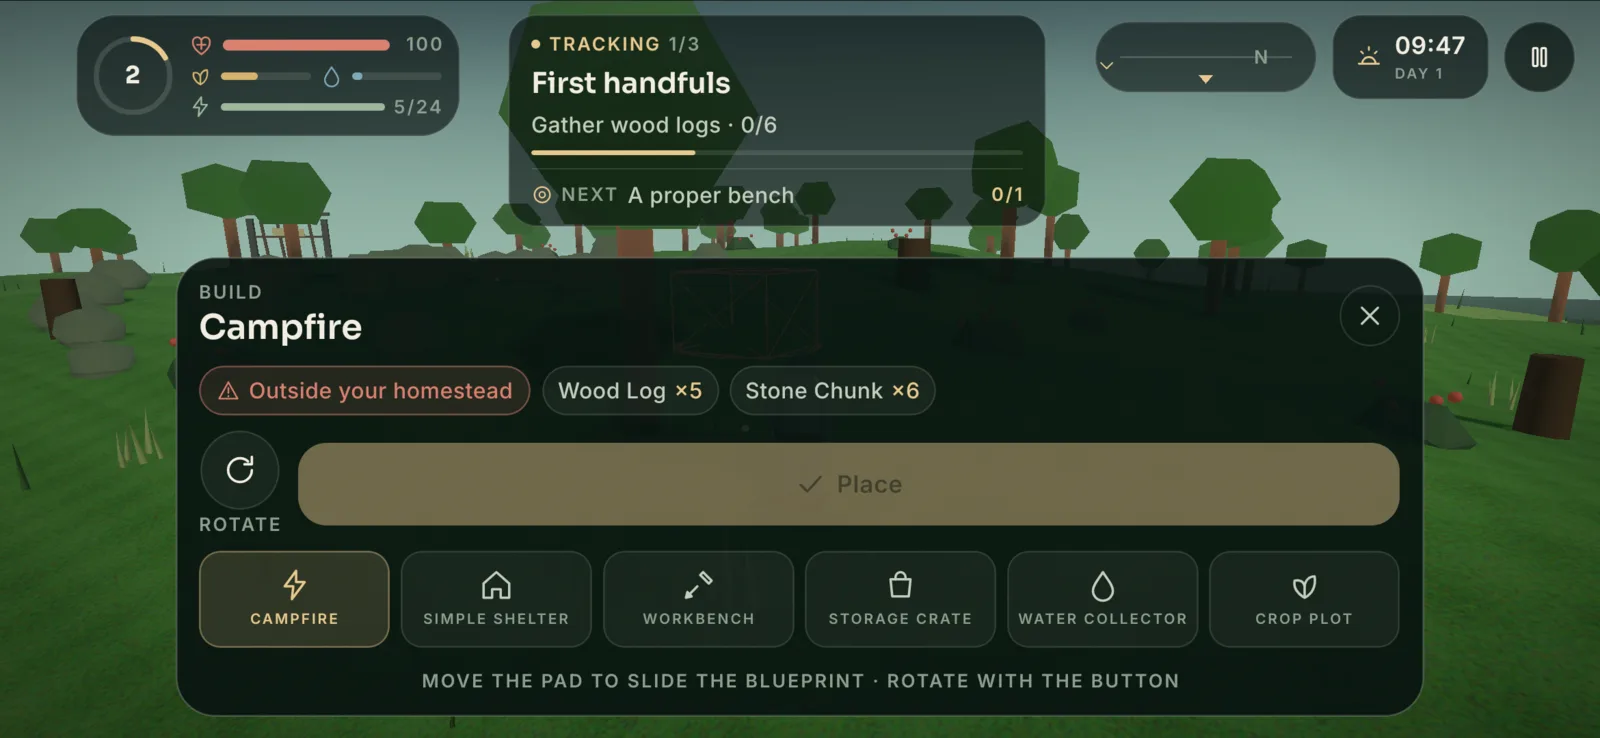 2
100
5/24
TRACKING 1/3
First handfuls
Gather wood logs · 0/6
NEXT A proper bench 0/1
N
09:47
DAY 1
BUILD
Campfire
Outside your homestead
Wood Log ×5
Stone Chunk ×6
ROTATE
Place
CAMPFIRE
SIMPLE SHELTER
WORKBENCH
STORAGE CRATE
WATER COLLECTOR
CROP PLOT
MOVE THE PAD TO SLIDE THE BLUEPRINT · ROTATE WITH THE BUTTON